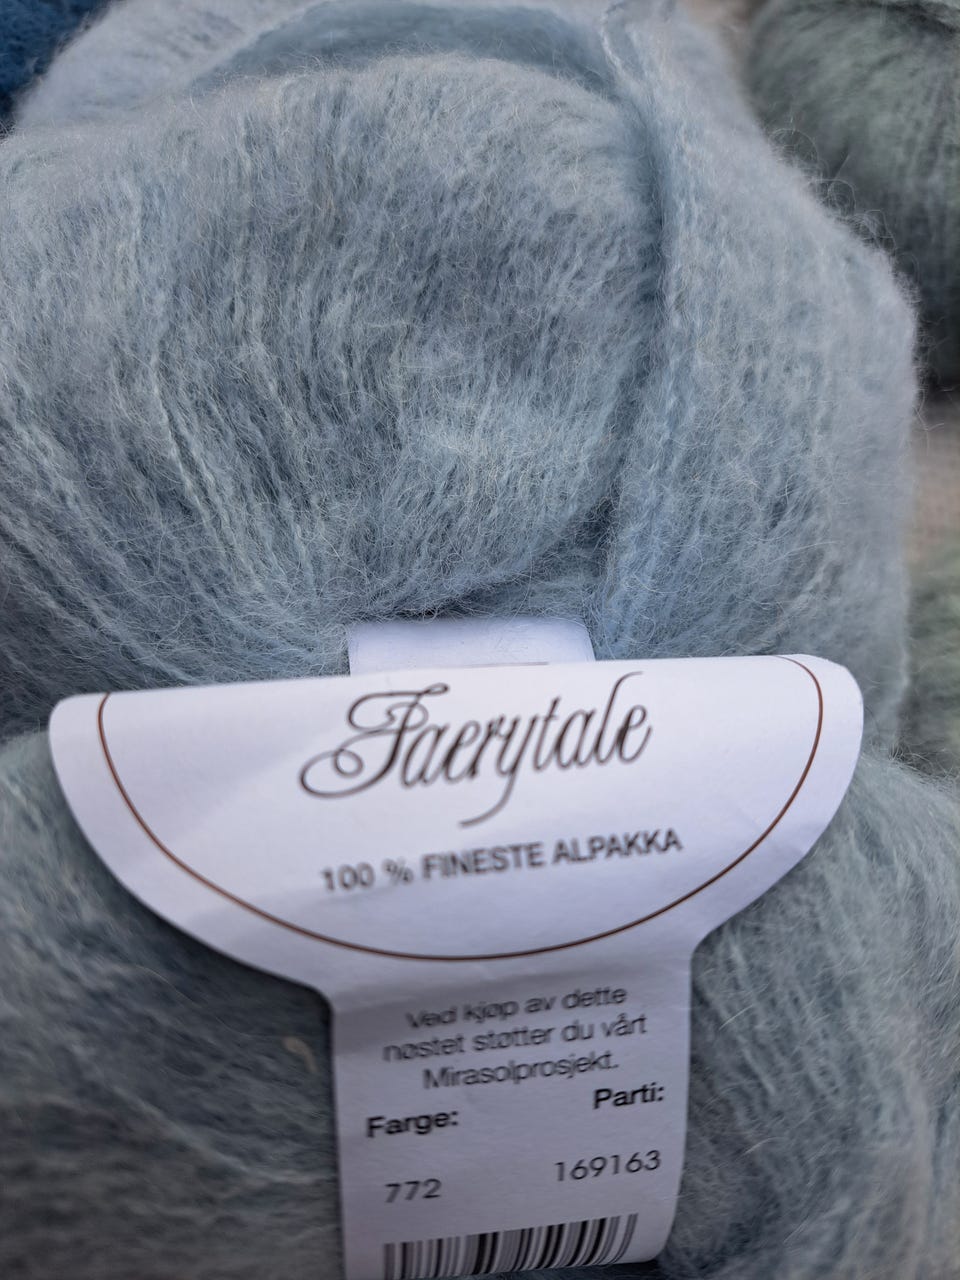 Faerytale
100 % FINESTE ALPAKKA
Ved kjøp av dette
nøstet støtter du vårt
Mirasolprosjekt.
Farge: Parti:
772 169163